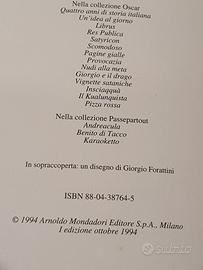 Nella collezione Oscar
Quattro anni di storia italiana
Un'idea al giorno
Librus
Res Publica
Satyricon
Scomodoso
Pagine gialle
Provocazia
Nudi alla meta
Giorgio e il drago
Vignette sataniche
Insciaqquà
Il Kualunquista
Pizza rossa
Nella collezione Passepartout
Andreacula
Benito di Tacco
Karaoketto
In sopraccoperta: un disegno di Giorgio Forattini
ISBN 88-04-38764-5
© 1994 Arnoldo Mondadori Editore S.p.A., Milano
I edizione ottobre 1994
subito